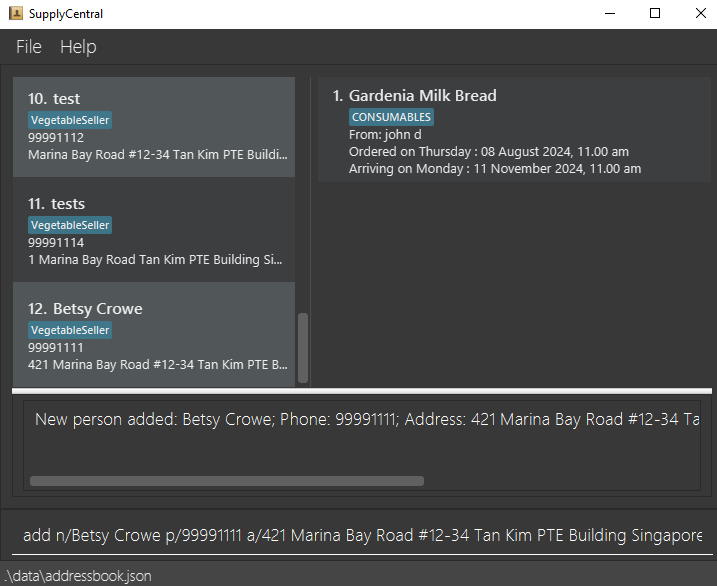 SupplyCentral
File Help
10. test
VegetableSeller
99991112
Marina Bay Road #12-34 Tan Kim PTE Buildi...
11. tests
VegetableSeller
99991114
1 Marina Bay Road Tan Kim PTE Building Si...
12. Betsy Crowe
VegetableSeller
99991111
421 Marina Bay Road #12-34 Tan Kim PTE B...
1. Gardenia Milk Bread
CONSUMABLES
From: john d
Ordered on Thursday : 08 August 2024, 11.00 am
Arriving on Monday : 11 November 2024, 11.00 am
New person added: Betsy Crowe; Phone: 99991111; Address: 421 Marina Bay Road #12-34 Ta
add n/Betsy Crowe p/99991111 a/421 Marina Bay Road #12-34 Tan Kim PTE Building Singapore
.\data\addressbook.json